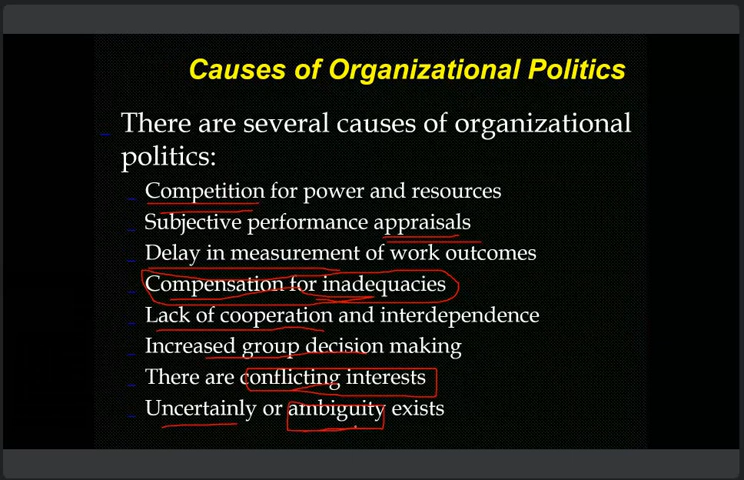 Causes of Organizational Politics
There are several causes of organizational
politics:
Competition for power and resources
Subjective performance appraisals
Delay in measurement of work outcomes
Compensation for inadequacies
Lack of cooperation and interdependence
Increased group decision making
There are conflicting interests
Uncertainly or ambiguity exists